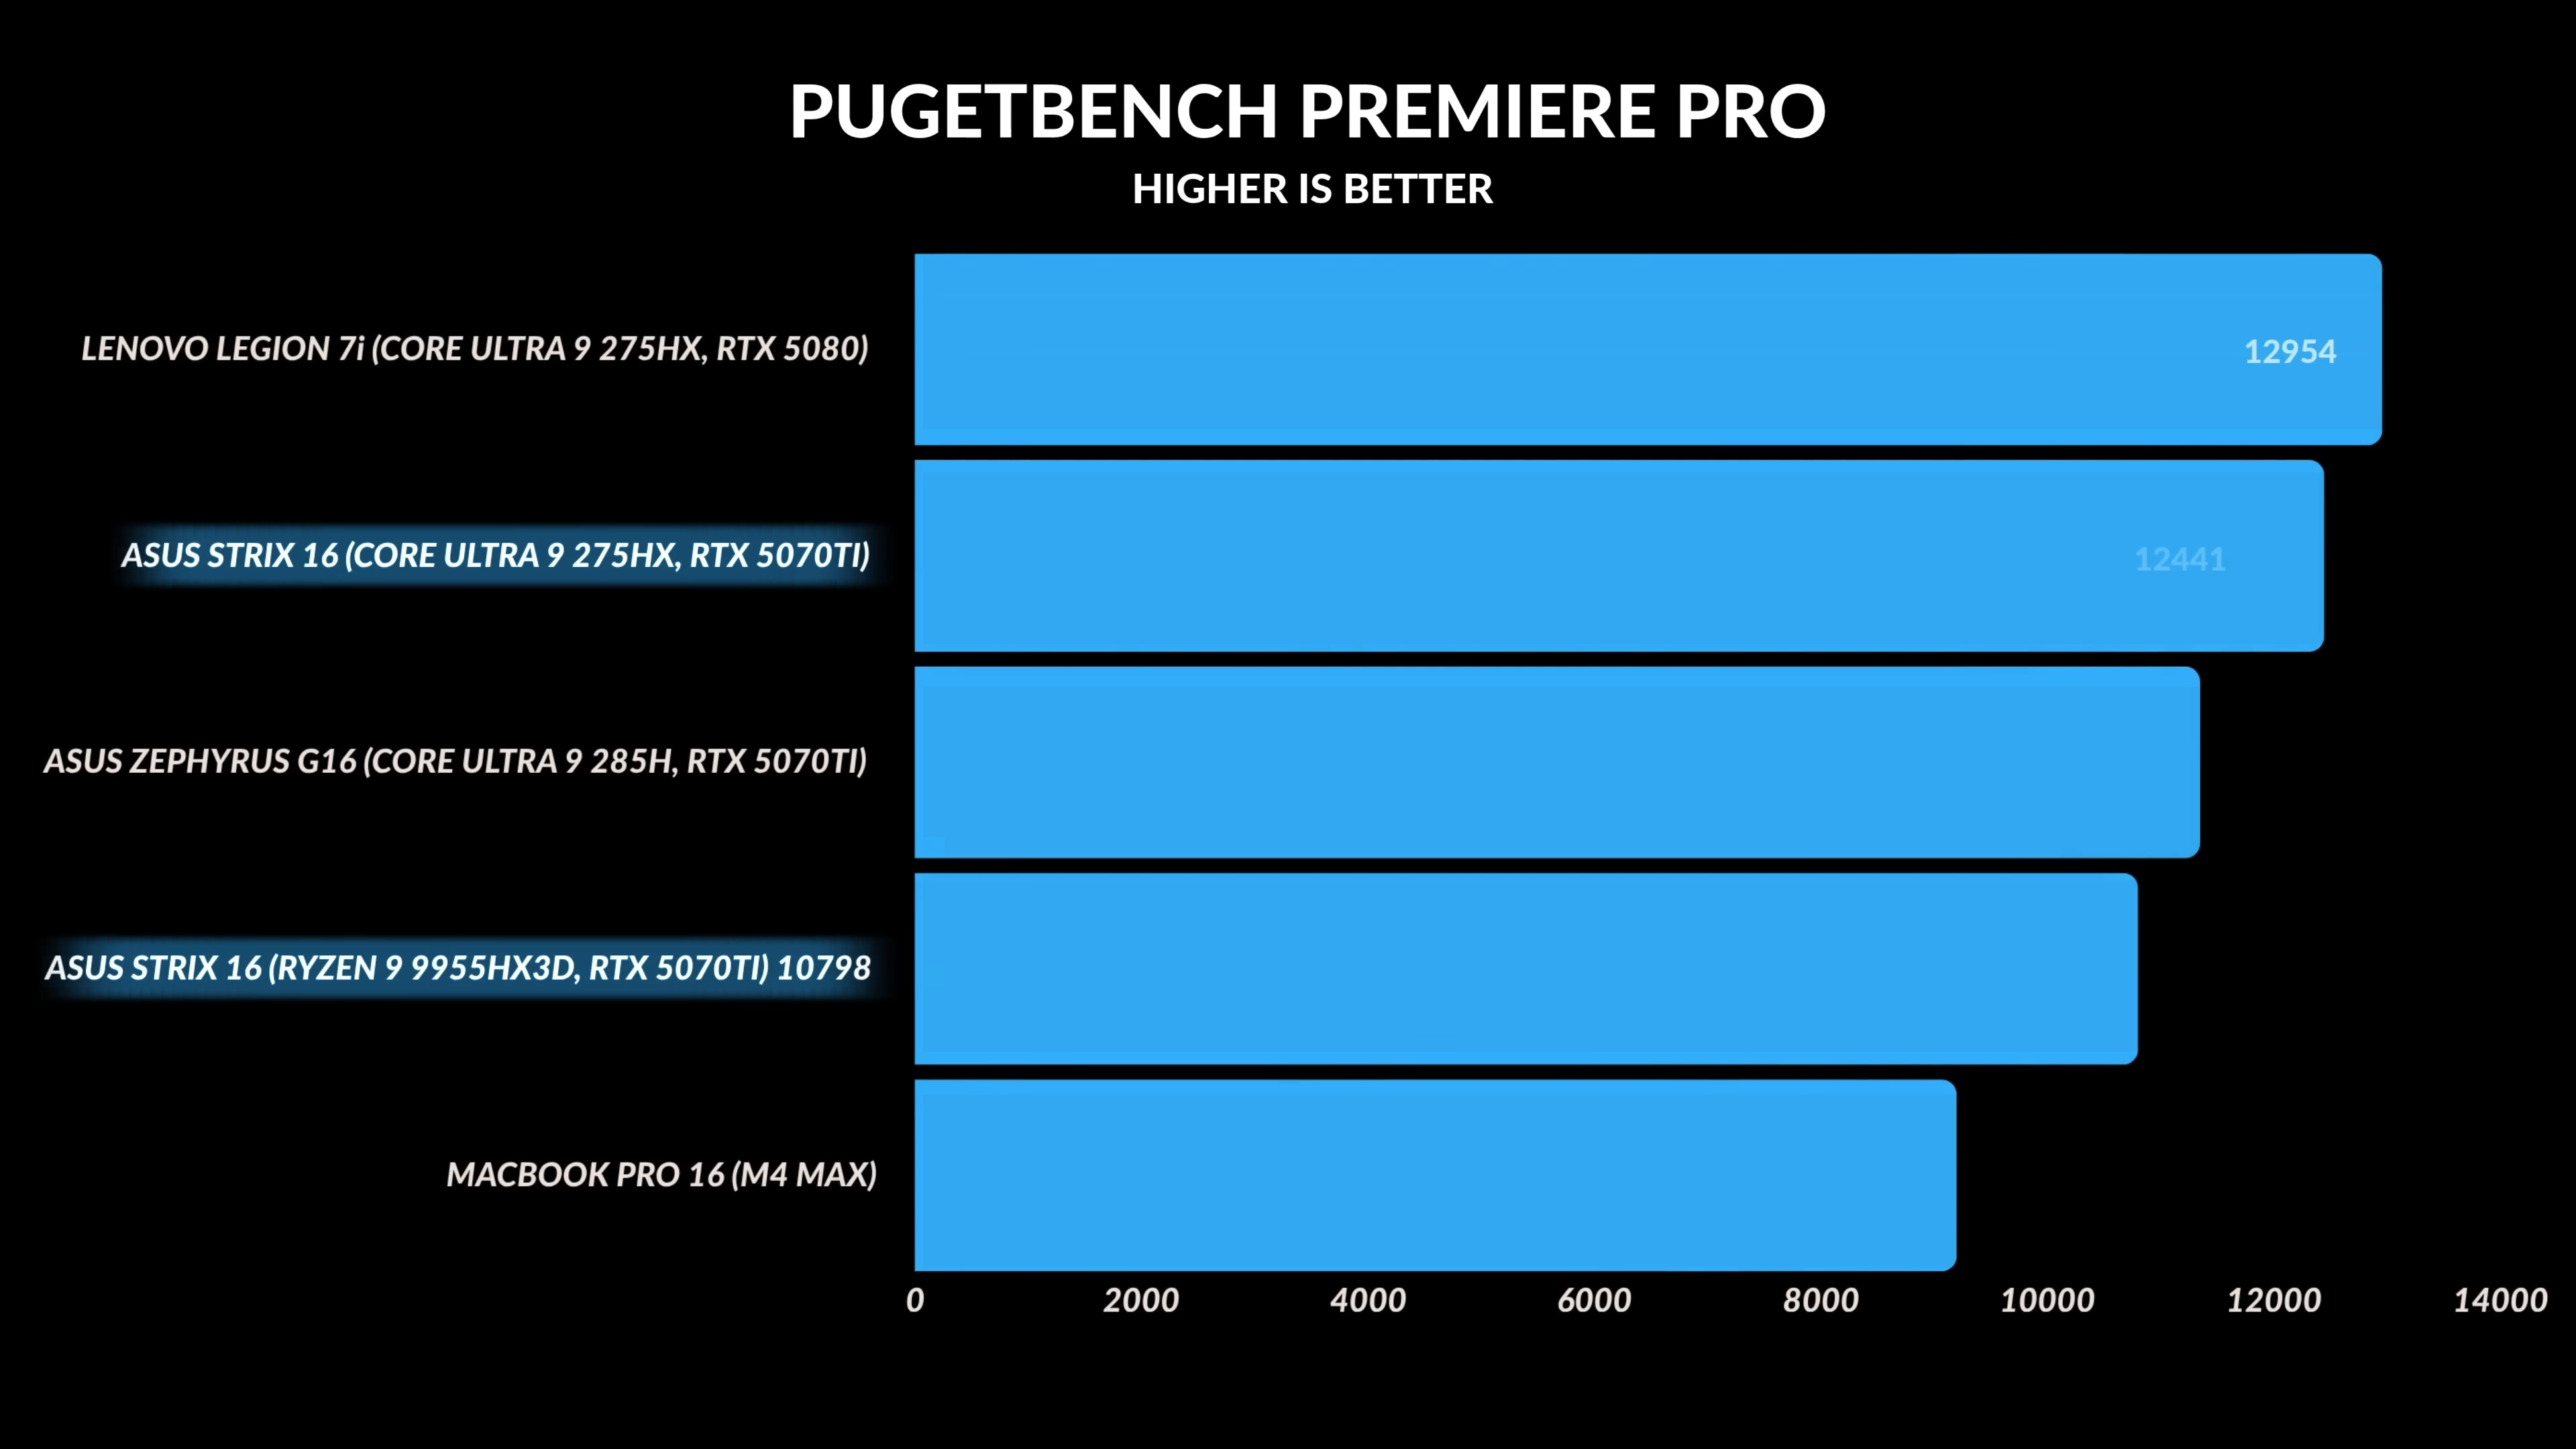 PUGETBENCH PREMIERE PRO
HIGHER IS BETTER
LENOVO LEGION 7i (CORE ULTRA 9 275HX, RTX 5080)
12954
ASUS STRIX 16 (CORE ULTRA 9 275HX, RTX 5070TI)
12441
ASUS ZEPHYRUS G16 (CORE ULTRA 9 285H, RTX 5070TI)
ASUS STRIX 16 (RYZEN 9 9955HX3D, RTX 5070TI) 10798
MACBOOK PRO 16 (M4 MAX)
0 2000 4000 6000 8000 10000 12000 14000